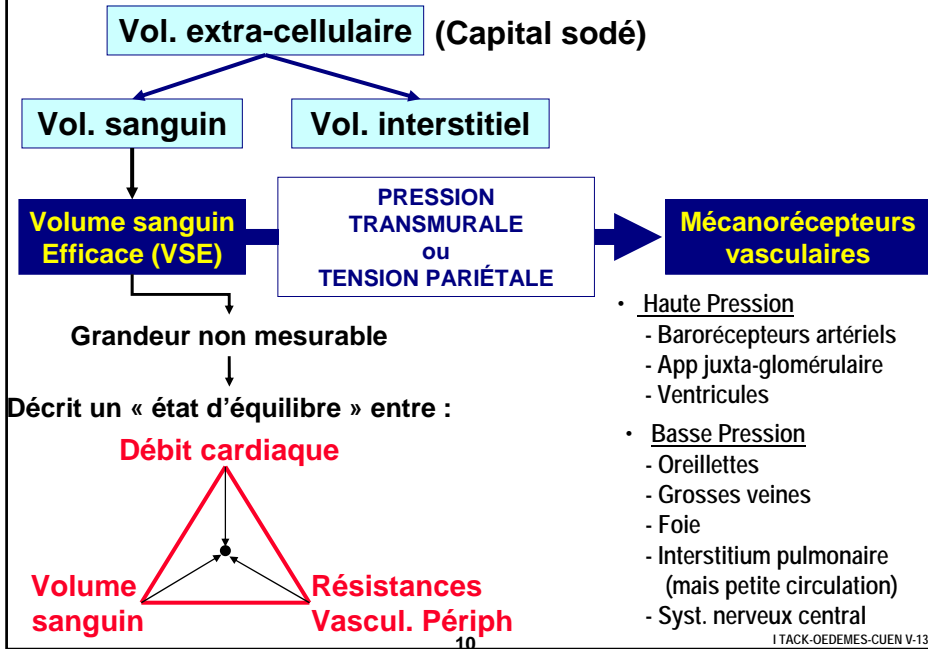 Vol. extra-cellulaire (Capital sodé)
Vol. sanguin
Vol. interstitiel
Volume sanguin
Efficace (VSE)
PRESSION
TRANSMURALE
ou
TENSION PARIÉTALE
Mécanorécepteurs
vasculaires
Grandeur non mesurable
Décrit un « état d'équilibre » entre :
Débit cardiaque
Volume
sanguin
Résistances
Vascul. Périph
• Haute Pression
- Barorécepteurs artériels
- App juxta-glomérulaire
- Ventricules
• Basse Pression
- Oreillettes
- Grosses veines
- Foie
- Interstitium pulmonaire
(mais petite circulation)
- Syst. nerveux central
10
I TACK-OEDEMES-CUEN V-13